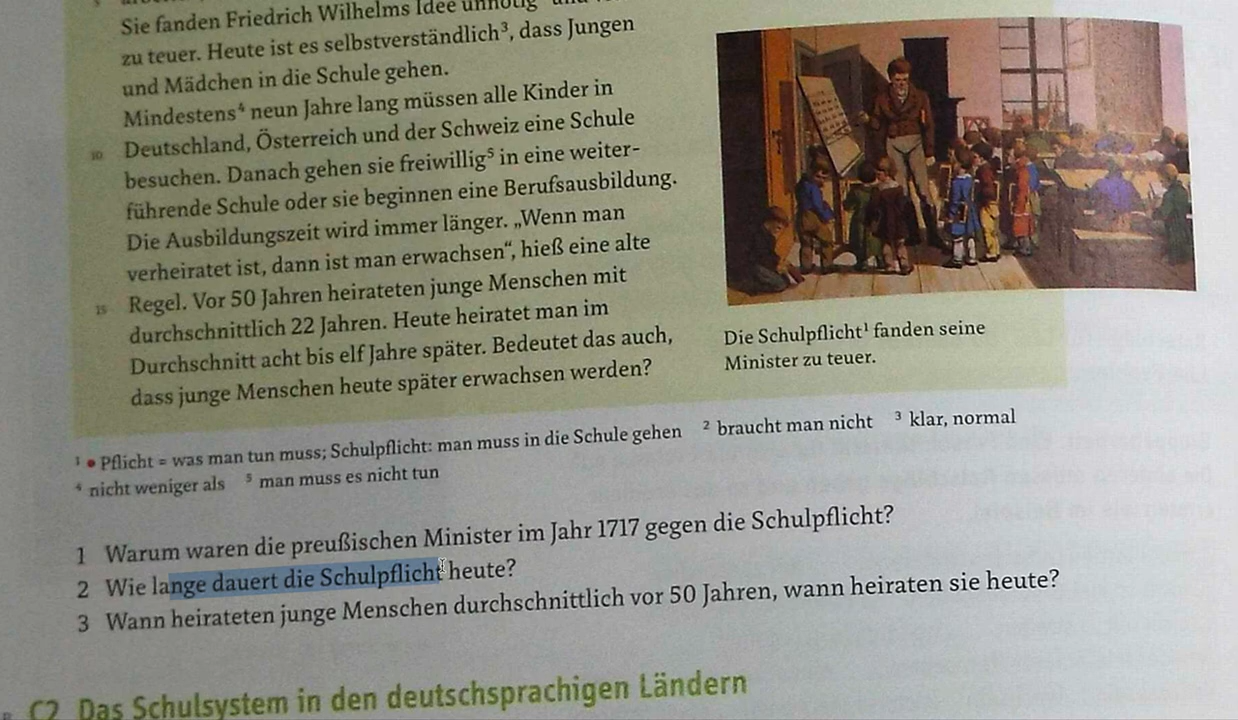 Sie fanden Friedrich Wilhelms Idee unnötig² und
zu teuer. Heute ist es selbstverständlich³, dass Jungen
und Mädchen in die Schule gehen.
Mindestens⁴ neun Jahre lang müssen alle Kinder in
10 Deutschland, Österreich und der Schweiz eine Schule
besuchen. Danach gehen sie freiwillig⁵ in eine weiter-
führende Schule oder sie beginnen eine Berufsausbildung.
Die Ausbildungszeit wird immer länger. „Wenn man
verheiratet ist, dann ist man erwachsen“, hieß eine alte
15 Regel. Vor 50 Jahren heirateten junge Menschen mit
durchschnittlich 22 Jahren. Heute heiratet man im
Durchschnitt acht bis elf Jahre später. Bedeutet das auch,
dass junge Menschen heute später erwachsen werden?
Die Schulpflicht¹ fanden seine
Minister zu teuer.
¹ • Pflicht = was man tun muss; Schulpflicht: man muss in die Schule gehen ² braucht man nicht ³ klar, normal
⁴ nicht weniger als ⁵ man muss es nicht tun
1 Warum waren die preußischen Minister im Jahr 1717 gegen die Schulpflicht?
2 Wie lange dauert die Schulpflicht heute?
3 Wann heirateten junge Menschen durchschnittlich vor 50 Jahren, wann heiraten sie heute?
C2 Das Schulsystem in den deutschsprachigen Ländern